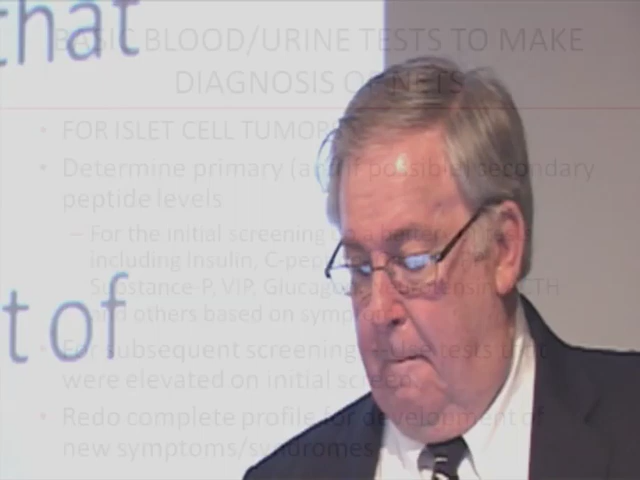 that
t of
BASIC BLOOD/URINE TESTS TO MAKE
DIAGNOSIS OF NETS
• FOR ISLET CELL TUMORS
• Determine primary (and if possible) secondary
peptide levels
– For the initial screening
including Insulin, C-pep
Substance-P, VIP, Glucagon, Neurotensin,
and others based on symp
• For subsequent screening tests
were elevated on initial screen
• Redo complete profile for development of
new symptoms/syndromes